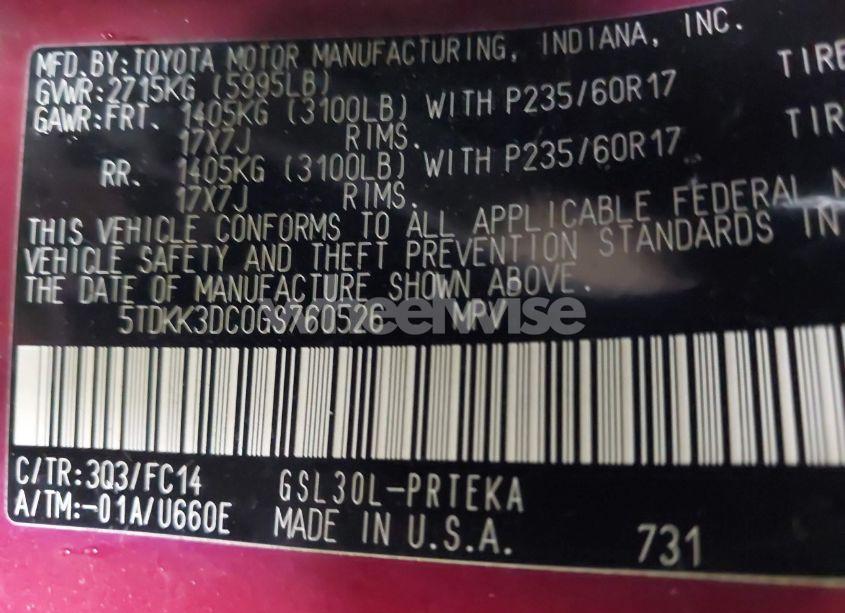 MFD.BY:TOYOTA MOTOR MANUFACTURING, INDIANA, INC.
GVWR:2715KG (5995LB)
GAWR:FRT. 1405KG (3100LB) WITH P235/60R17 TIRE
17X7J RIMS.
RR. 1405KG (3100LB) WITH P235/60R17 TIR
17X7J RIMS.
THIS VEHICLE CONFORMS TO ALL APPLICABLE FEDERAL
VEHICLE SAFETY AND THEFT PREVENTION STANDARDS IN
THE DATE OF MANUFACTURE SHOWN ABOVE.
5TDKK3DC0GS760526 MPV
wheelwise
C/TR:3Q3/FC14 GSL30L-PRTEKA
A/TM:-01A/U660E MADE IN U.S.A. 731